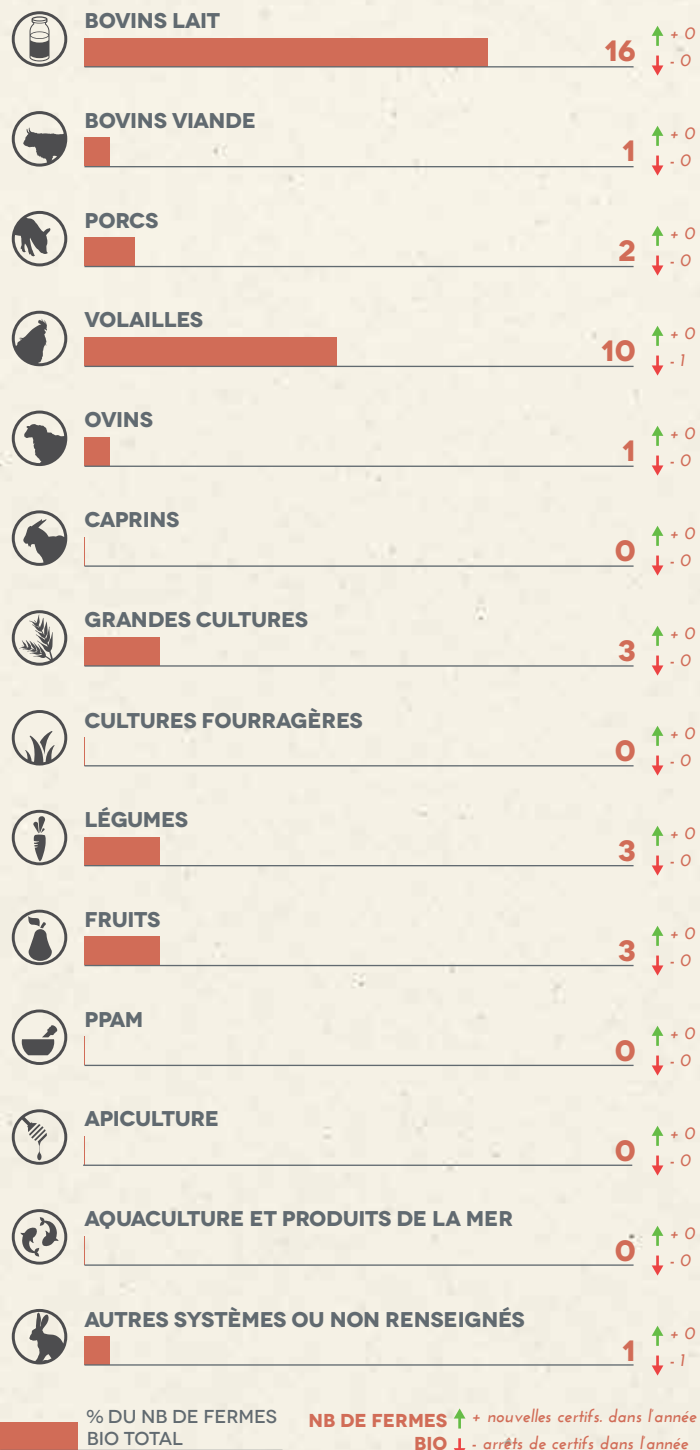 BOVINS LAIT
16
+ 0
- 0
BOVINS VIANDE
1
+ 0
- 0
PORCS
2
+ 0
- 0
VOLAILLES
10
+ 0
- 1
OVINS
1
+ 0
- 0
CAPRINS
0
+ 0
- 0
GRANDES CULTURES
3
+ 0
- 0
CULTURES FOURRAGÈRES
0
+ 0
- 0
LÉGUMES
3
+ 0
- 0
FRUITS
3
+ 0
- 0
PPAM
0
+ 0
- 0
APICULTURE
0
+ 0
- 0
AQUACULTURE ET PRODUITS DE LA MER
0
+ 0
- 0
AUTRES SYSTÈMES OU NON RENSEIGNÉS
1
+ 0
- 1
% DU NB DE FERMES
BIO TOTAL
NB DE FERMES
BIO
+ nouvelles certifs. dans l'année
- arrêts de certifs dans l'année